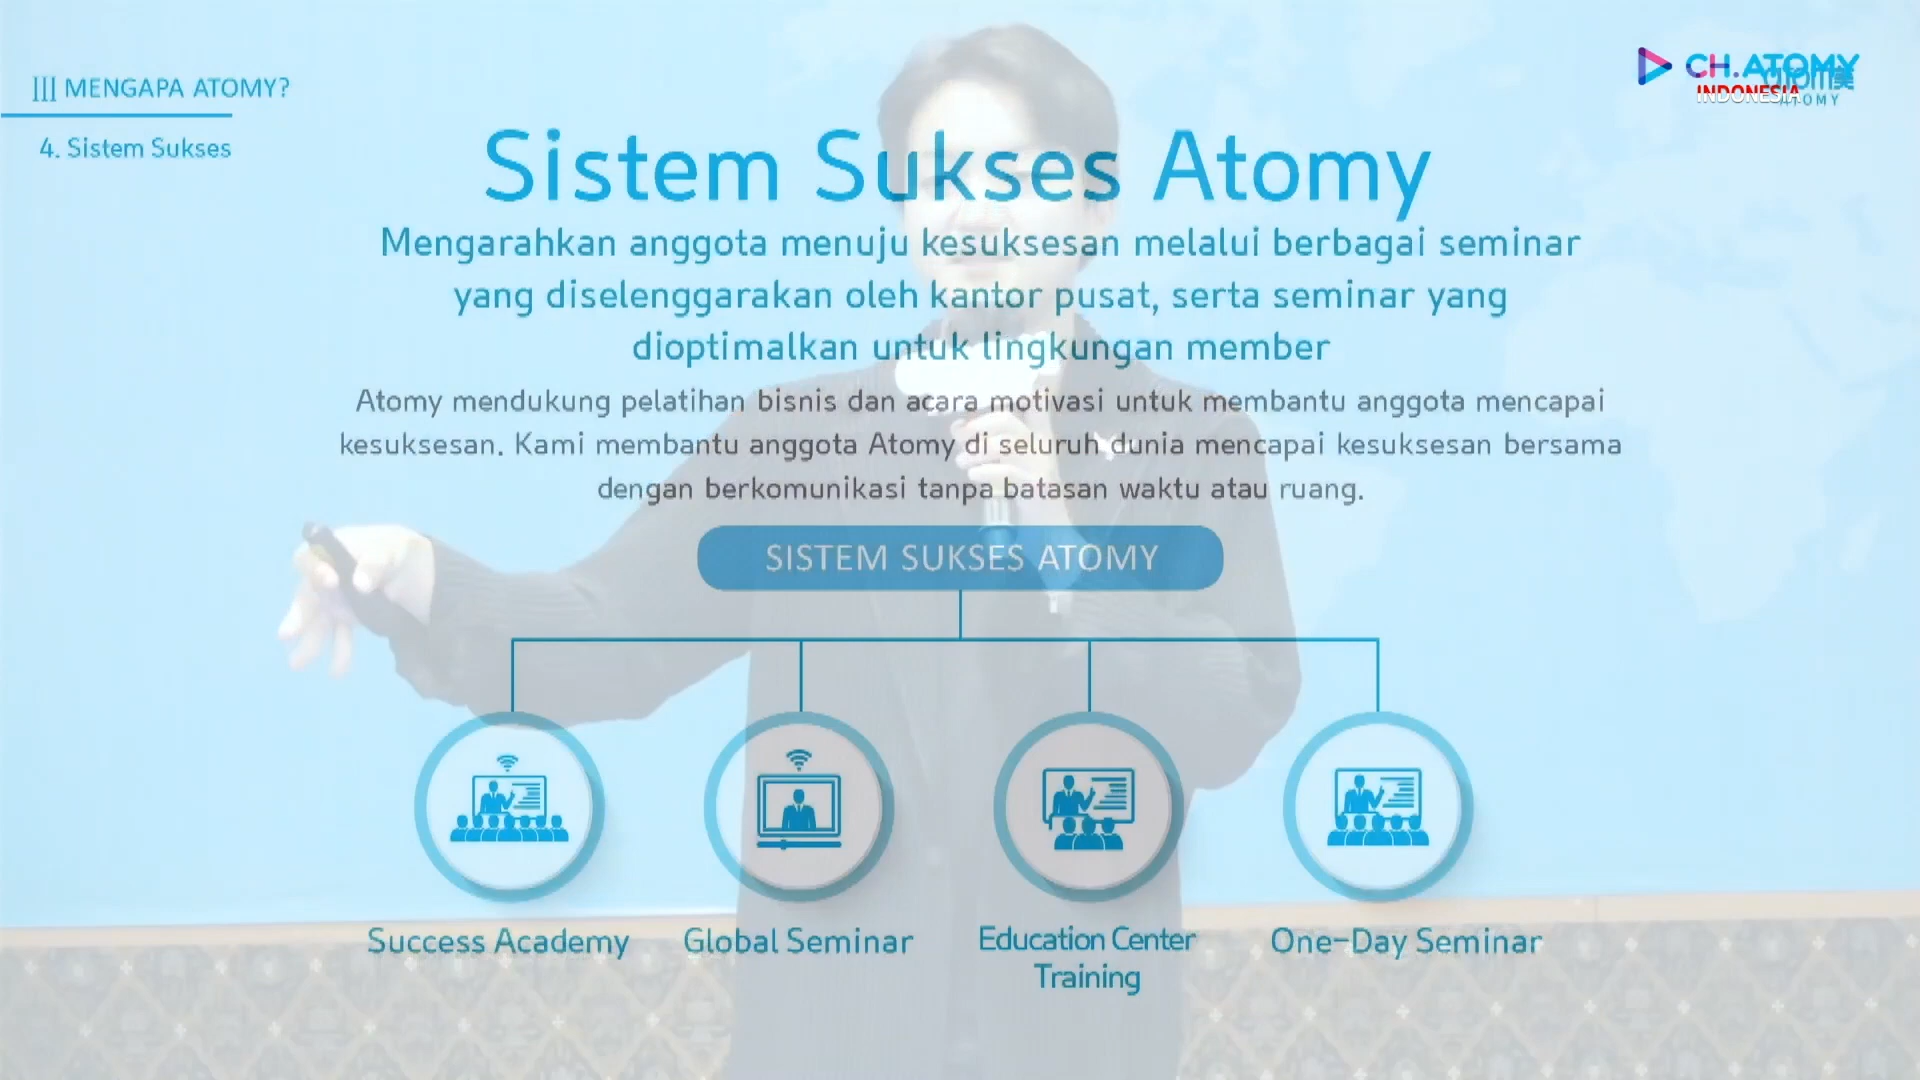 III MENGAPA ATOMY?
4. Sistem Sukses
CH.ATOMY
INDONESIA
ATOMY
Sistem Sukses Atomy
Mengarahkan anggota menuju kesuksesan melalui berbagai seminar
yang diselenggarakan oleh kantor pusat, serta seminar yang
dioptimalkan untuk lingkungan member
Atomy mendukung pelatihan bisnis dan acara motivasi untuk membantu anggota mencapai
kesuksesan. Kami membantu anggota Atomy di seluruh dunia mencapai kesuksesan bersama
dengan berkomunikasi tanpa batasan waktu atau ruang.
SISTEM SUKSES ATOMY
Success Academy
Global Seminar
Education Center
Training
One-Day Seminar